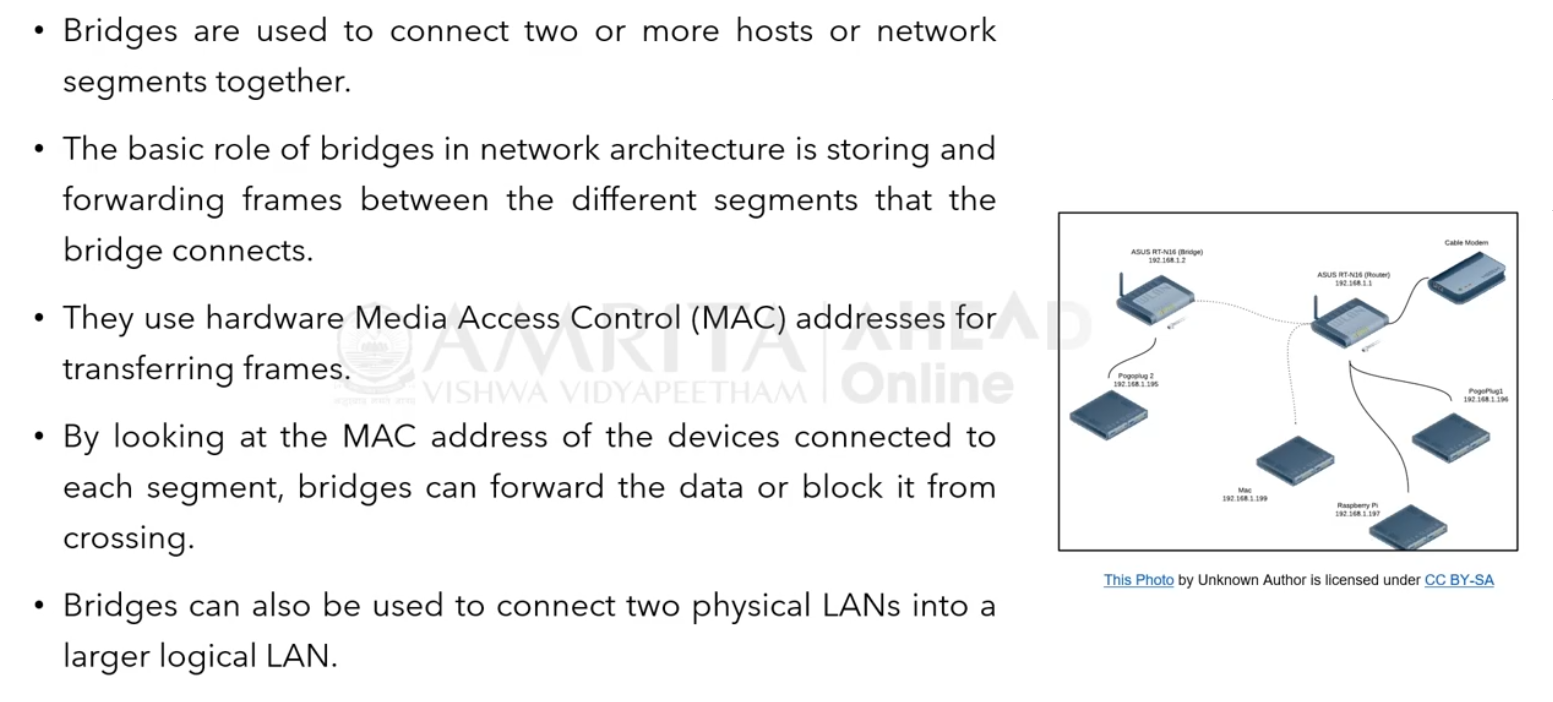 • Bridges are used to connect two or more hosts or network
segments together.
• The basic role of bridges in network architecture is storing and
forwarding frames between the different segments that the
bridge connects.
• They use hardware Media Access Control (MAC) addresses for
transferring frames.
• By looking at the MAC address of the devices connected to
each segment, bridges can forward the data or block it from
crossing.
• Bridges can also be used to connect two physical LANs into a
larger logical LAN.
AMRITA
VISHWA VIDYAPEETHAM
AHEAD
Online
Cable Modem
ASUS RT-N16 (Bridge)
192.168.1.2
ASUS RT-N16 (Router)
192.168.1.1
Pogoplug 2
192.168.1.195
PogoPlug1
192.168.1.196
Mac
192.168.1.199
Raspberry Pi
192.168.1.197
This Photo by Unknown Author is licensed under CC BY-SA